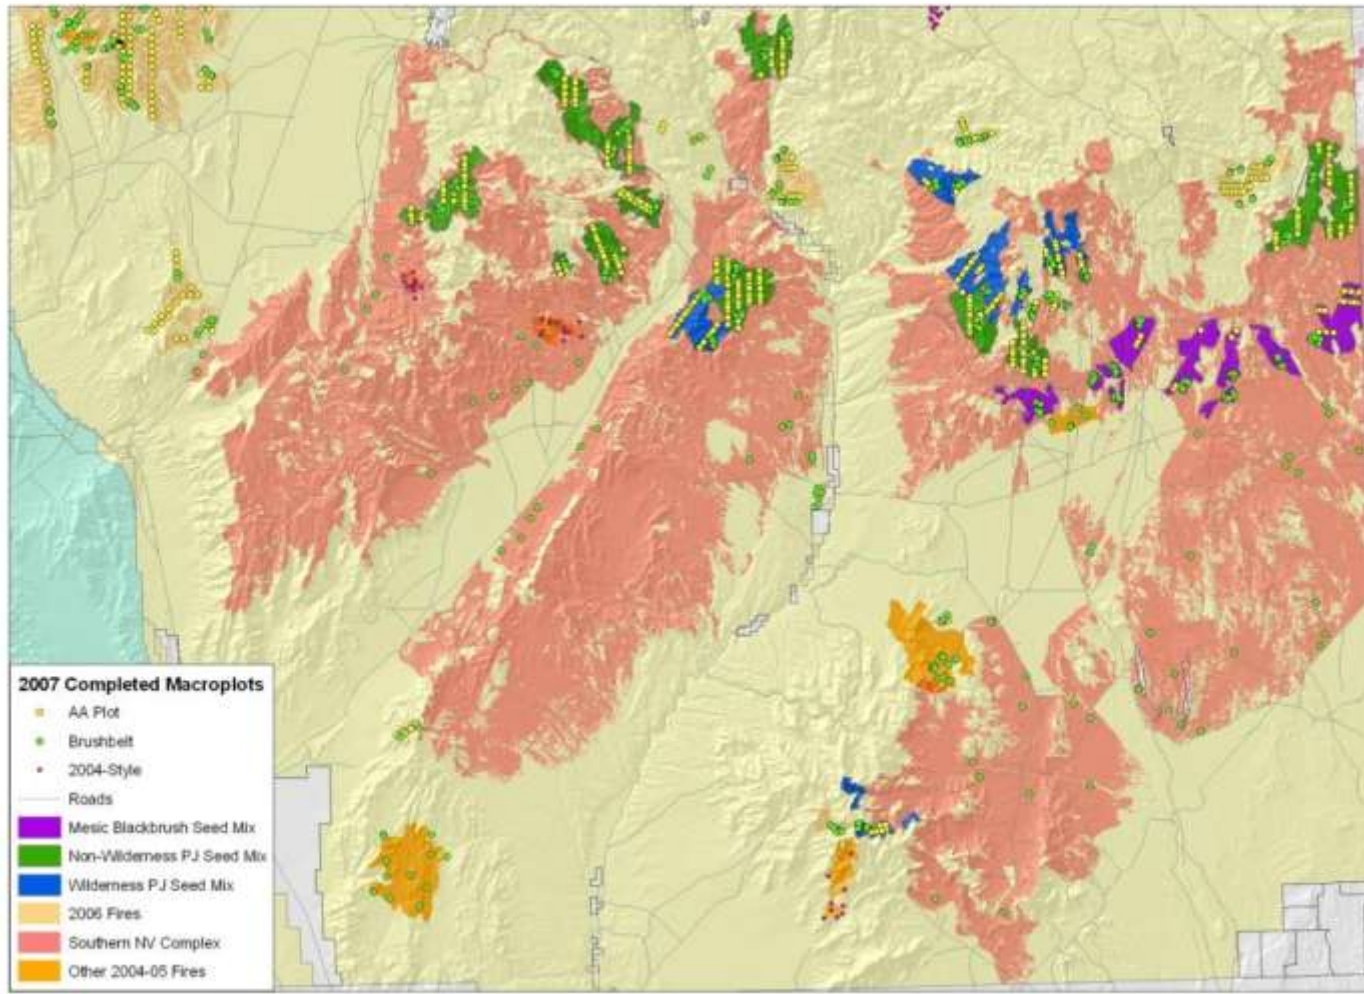 2007 Completed Macroplots
AA Plot
Brushbelt
2004-Style
Roads
Mesic Blackbrush Seed Mix
Non-Wilderness PJ Seed Mix
Wilderness PJ Seed Mix
2006 Fires
Southern NV Complex
Other 2004-05 Fires